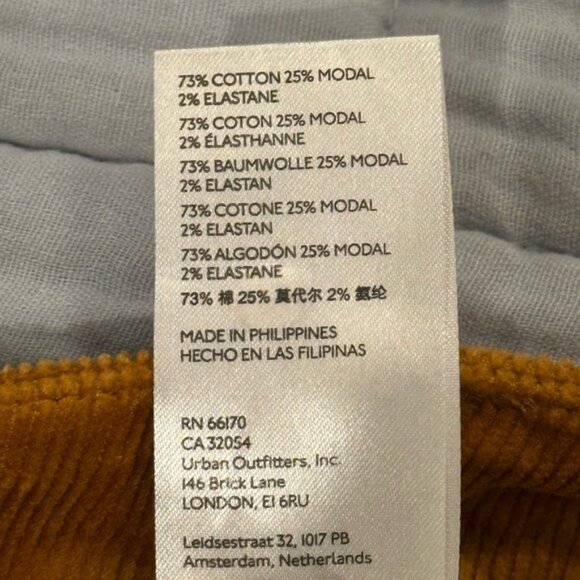 73% COTTON 25% MODAL
2% ELASTANE
73% COTON 25% MODAL
2% ÉLASTHANNE
73% BAUMWOLLE 25% MODAL
2% ELASTAN
73% COTONE 25% MODAL
2% ELASTAN
73% ALGODÓN 25% MODAL
2% ELASTANE
73% 棉 25% 莫代尔 2% 氨纶
MADE IN PHILIPPINES
HECHO EN LAS FILIPINAS
RN 66170
CA 32054
Urban Outfitters, Inc.
146 Brick Lane
LONDON, E1 6RU
Leidsestraat 32, 1017 PB
Amsterdam, Netherlands